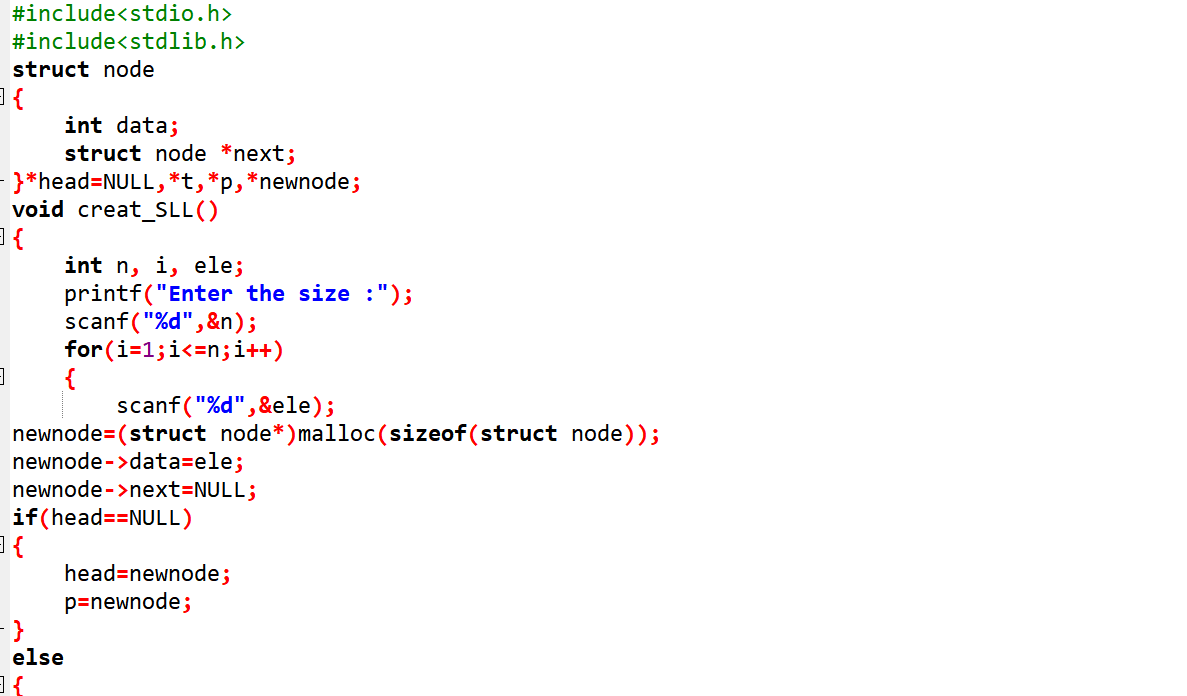 #include<stdio.h>
#include<stdlib.h>
struct node
{
    int data;
    struct node *next;
}*head=NULL,*t,*p,*newnode;
void creat_SLL()
{
    int n, i, ele;
    printf("Enter the size :");
    scanf("%d",&n);
    for(i=1;i<=n;i++)
    {
        scanf("%d",&ele);
newnode=(struct node*)malloc(sizeof(struct node));
newnode->data=ele;
newnode->next=NULL;
if(head==NULL)
{
    head=newnode;
    p=newnode;
}
else
{